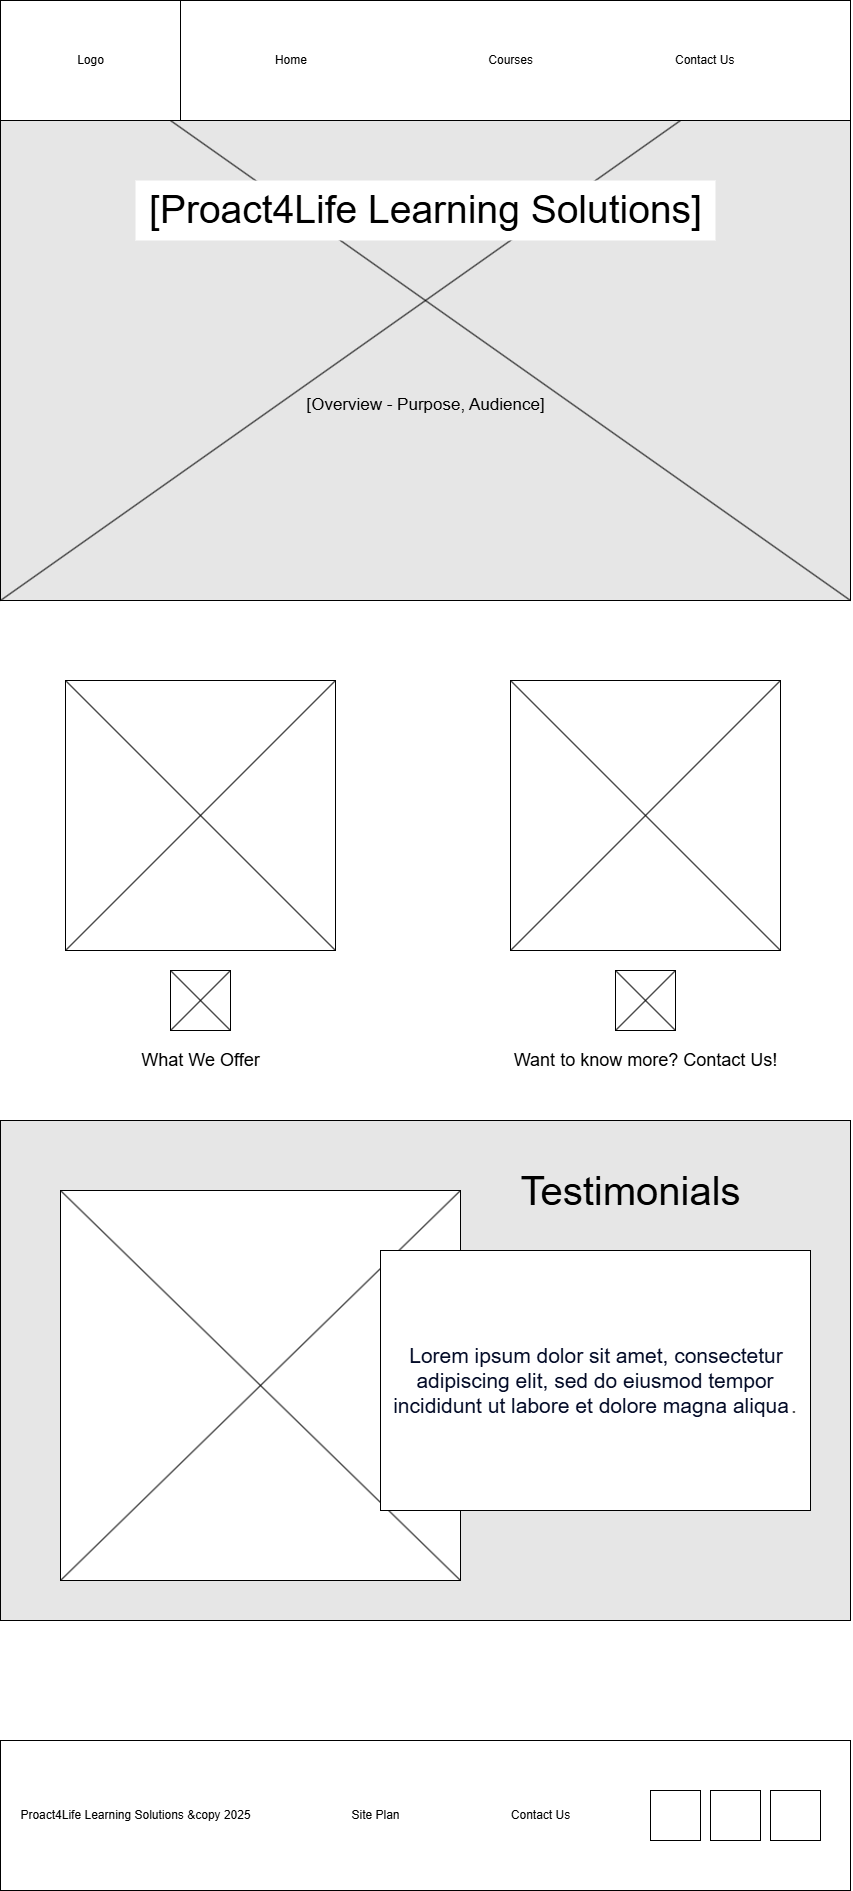 Logo
Home
Courses
Contact Us
[Proact4Life Learning Solutions]
[Overview - Purpose, Audience]
What We Offer
Want to know more? Contact Us!
Testimonials
Lorem ipsum dolor sit amet, consectetur
adipiscing elit, sed do eiusmod tempor
incididunt ut labore et dolore magna aliqua.
Proact4Life Learning Solutions &copy 2025
Site Plan
Contact Us